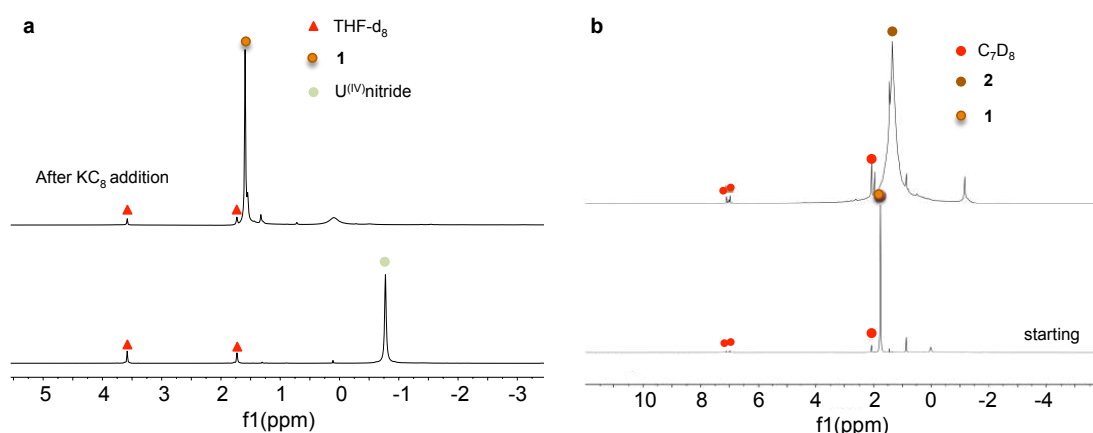 a
THF-d₈
1
U⁽ᴵⱽ⁾nitride
After KC₈ addition
5 4 3 2 1 0 -1 -2 -3
f1(ppm)
b
C₇D₈
2
1
starting
10 8 6 4 2 0 -2 -4
f1(ppm)